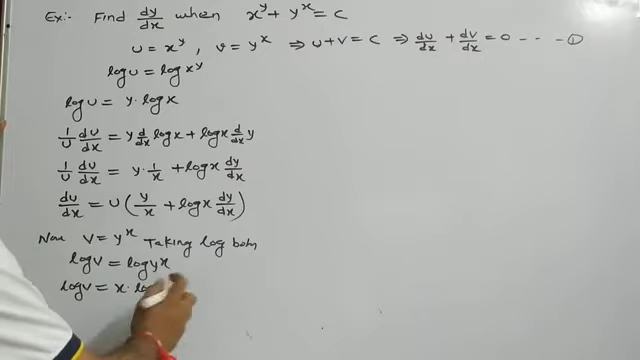 Ex:- Find dy/dx when x^y + y^x = c
u = x^y , v = y^x ⇒ u+v = c ⇒ du/dx + dv/dx = 0 - - - - ①
log u = log x^y
log u = y · log x
1/u du/dx = y d/dx log x + log x d/dx y
1/u du/dx = y · 1/x + log x dy/dx
du/dx = u ( y/x + log x dy/dx )
Now v = y^x Taking log both
log v = log y^x
log v = x · lo